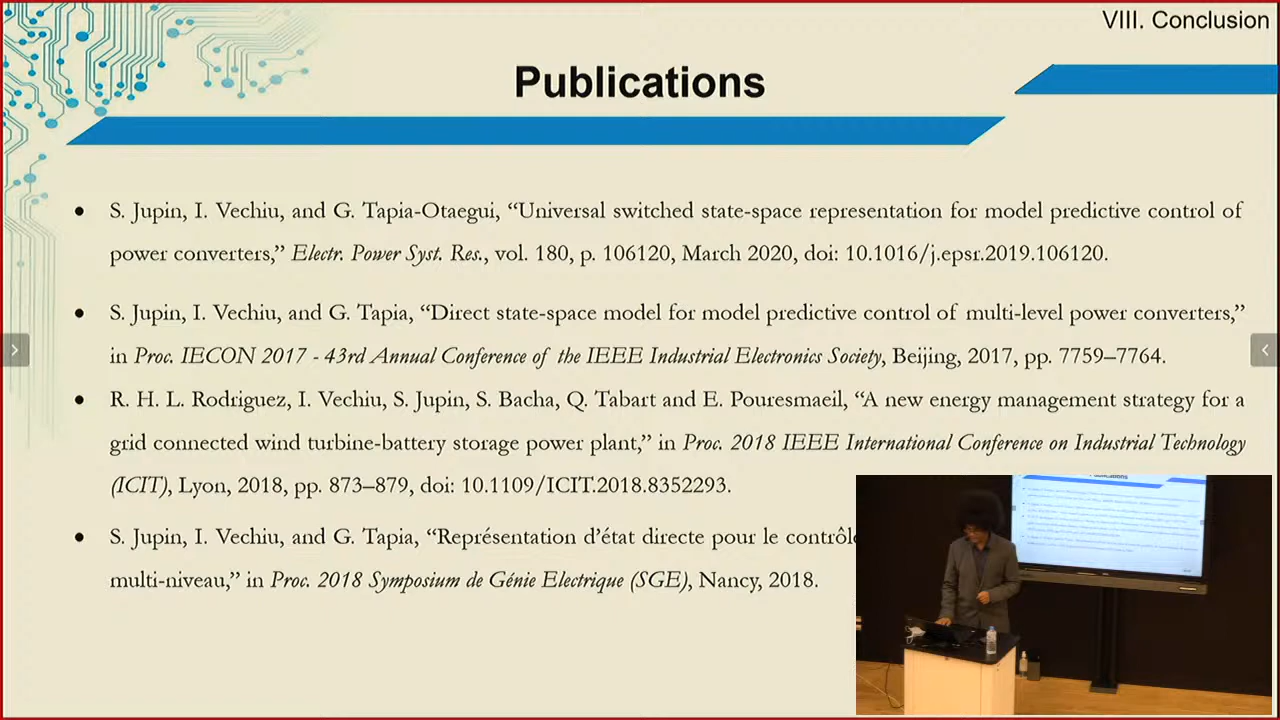 VIII. Conclusion
Publications
● S. Jupin, I. Vechiu, and G. Tapia-Otaegui, “Universal switched state-space representation for model predictive control of
power converters,” Electr. Power Syst. Res., vol. 180, p. 106120, March 2020, doi: 10.1016/j.epsr.2019.106120.
● S. Jupin, I. Vechiu, and G. Tapia, “Direct state-space model for model predictive control of multi-level power converters,”
in Proc. IECON 2017 - 43rd Annual Conference of the IEEE Industrial Electronics Society, Beijing, 2017, pp. 7759–7764.
● R. H. L. Rodriguez, I. Vechiu, S. Jupin, S. Bacha, Q. Tabart and E. Pouresmaeil, “A new energy management strategy for a
grid connected wind turbine-battery storage power plant,” in Proc. 2018 IEEE International Conference on Industrial Technology
(ICIT), Lyon, 2018, pp. 873–879, doi: 10.1109/ICIT.2018.8352293.
● S. Jupin, I. Vechiu, and G. Tapia, “Représentation d’état directe pour le contrôle
multi-niveau,” in Proc. 2018 Symposium de Génie Electrique (SGE), Nancy, 2018.
Publications